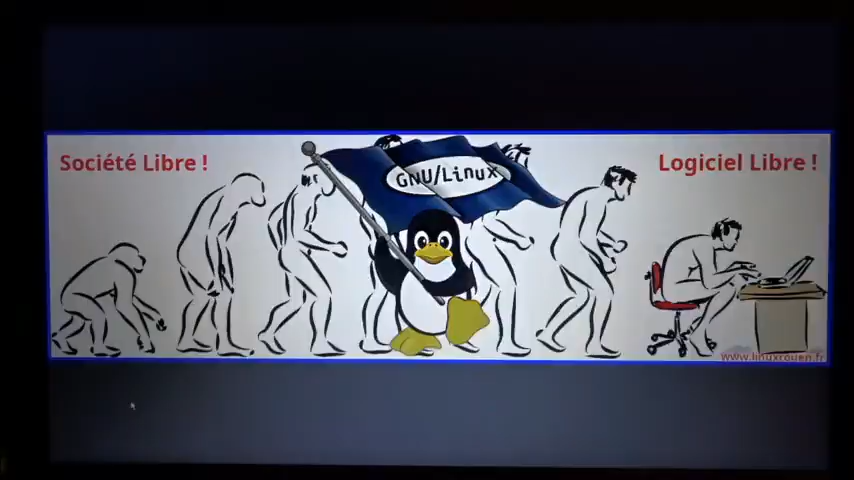 Société Libre !
GNU/Linux
Logiciel Libre !
www.linuxrouen.fr